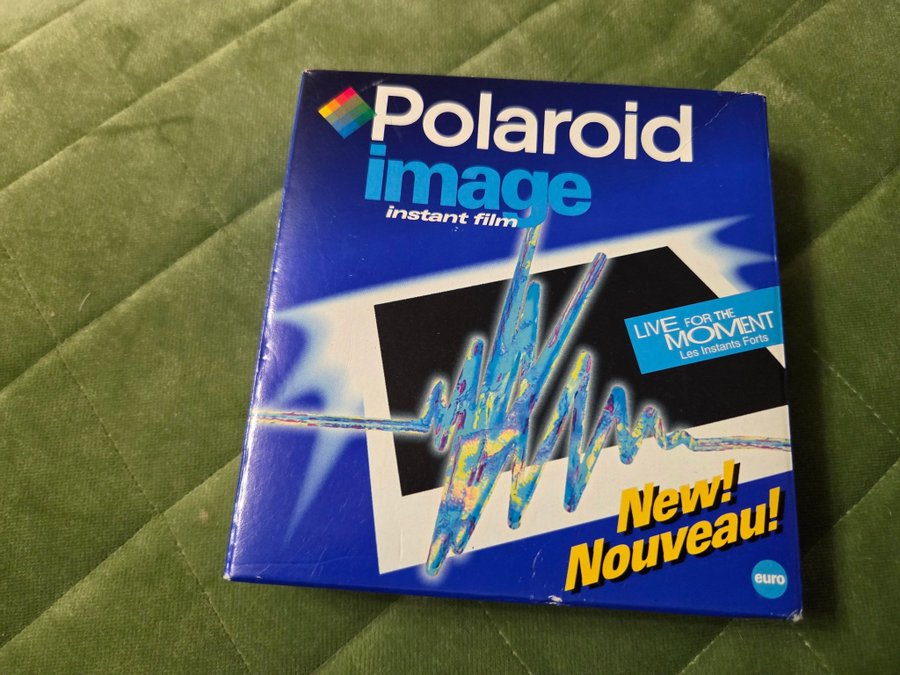 Polaroid
image
instant film
LIVE FOR THE
MOMENT
Les Instants Forts
New!
Nouveau!
euro